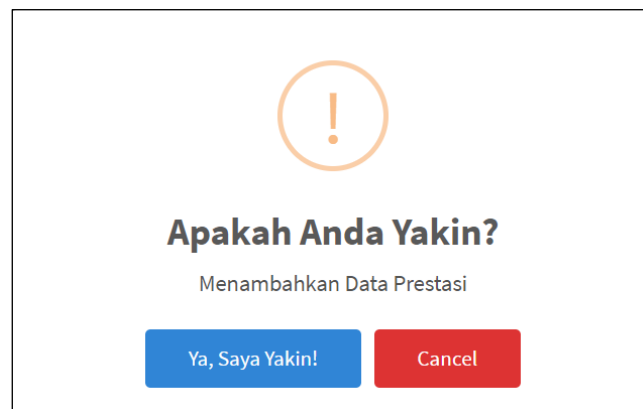 !
Apakah Anda Yakin?
Menambahkan Data Prestasi
Ya, Saya Yakin! Cancel